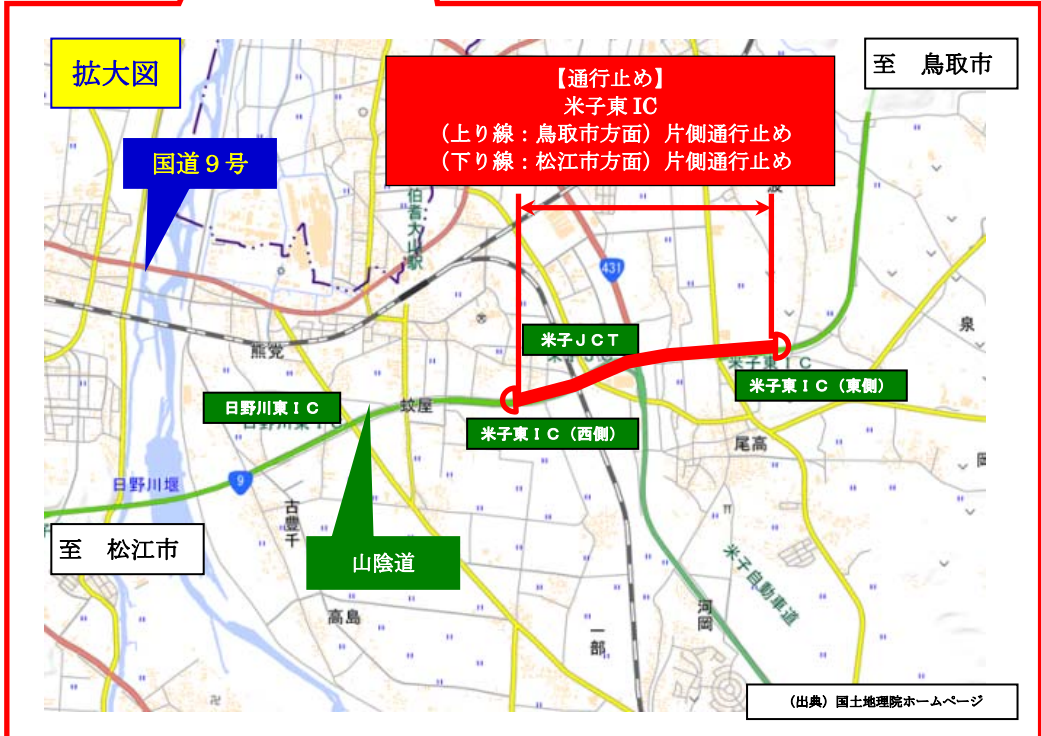 拡大図
【通行止め】
米子東IC
（上り線：鳥取市方面）片側通行止め
（下り線：松江市方面）片側通行止め
至　鳥取市
国道９号
伯耆大山駅
431
泉
米子ＪＣＴ
熊党
米子東ＩＣ
米子東ＩＣ（東側）
日野川東ＩＣ
蚊屋
米子東ＩＣ（西側）
尾高
岡
日野川堰
9
古豊千
至　松江市
山陰道
米子自動車道
高島
一部
河岡
（出典）国土地理院ホームページ